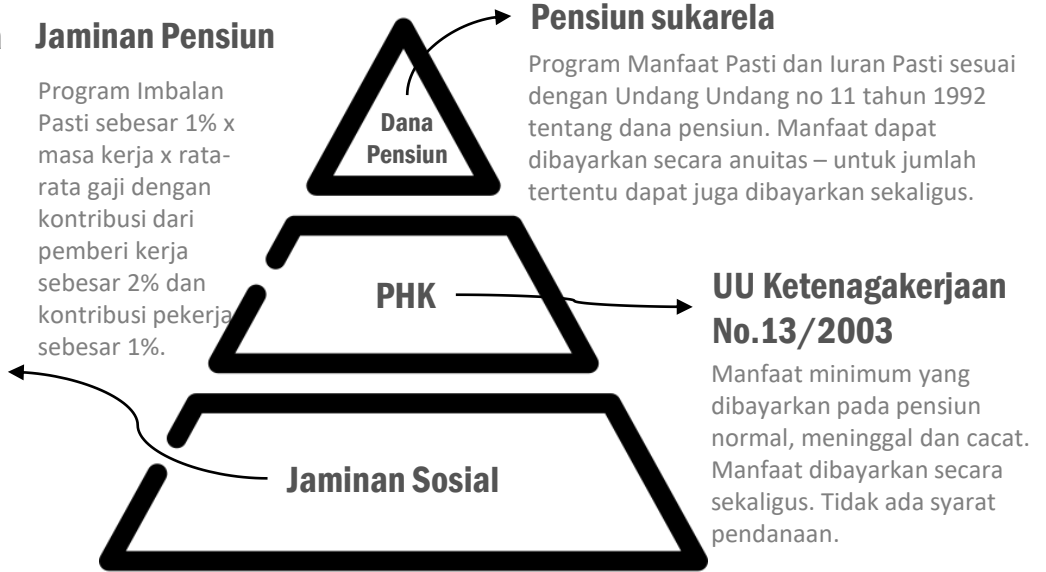 Jaminan Pensiun
Program Imbalan
Pasti sebesar 1% x
masa kerja x rata-
rata gaji dengan
kontribusi dari
pemberi kerja
sebesar 2% dan
kontribusi pekerja
sebesar 1%.
Dana
Pensiun
PHK
Jaminan Sosial
Pensiun sukarela
Program Manfaat Pasti dan Iuran Pasti sesuai
dengan Undang Undang no 11 tahun 1992
tentang dana pensiun. Manfaat dapat
dibayarkan secara anuitas – untuk jumlah
tertentu dapat juga dibayarkan sekaligus.
UU Ketenagakerjaan
No.13/2003
Manfaat minimum yang
dibayarkan pada pensiun
normal, meninggal dan cacat.
Manfaat dibayarkan secara
sekaligus. Tidak ada syarat
pendanaan.